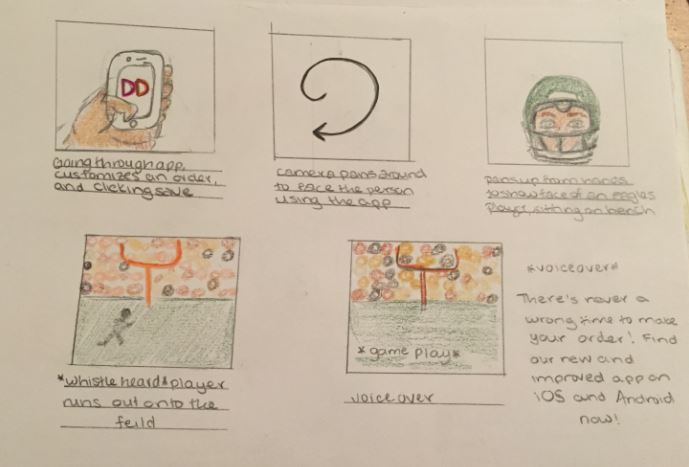 DD
Going through app,
customizes an order,
and clicking save
camera pans around
to face the person
using the app
pans up from hands
to show face of an eagles
player sitting on bench
*whistle heard & player
runs out onto the
feild
*game play*
voice over
*voice over*
There's never a
wrong time to make
your order! Find
our new and
improved app on
iOS and Android
now!